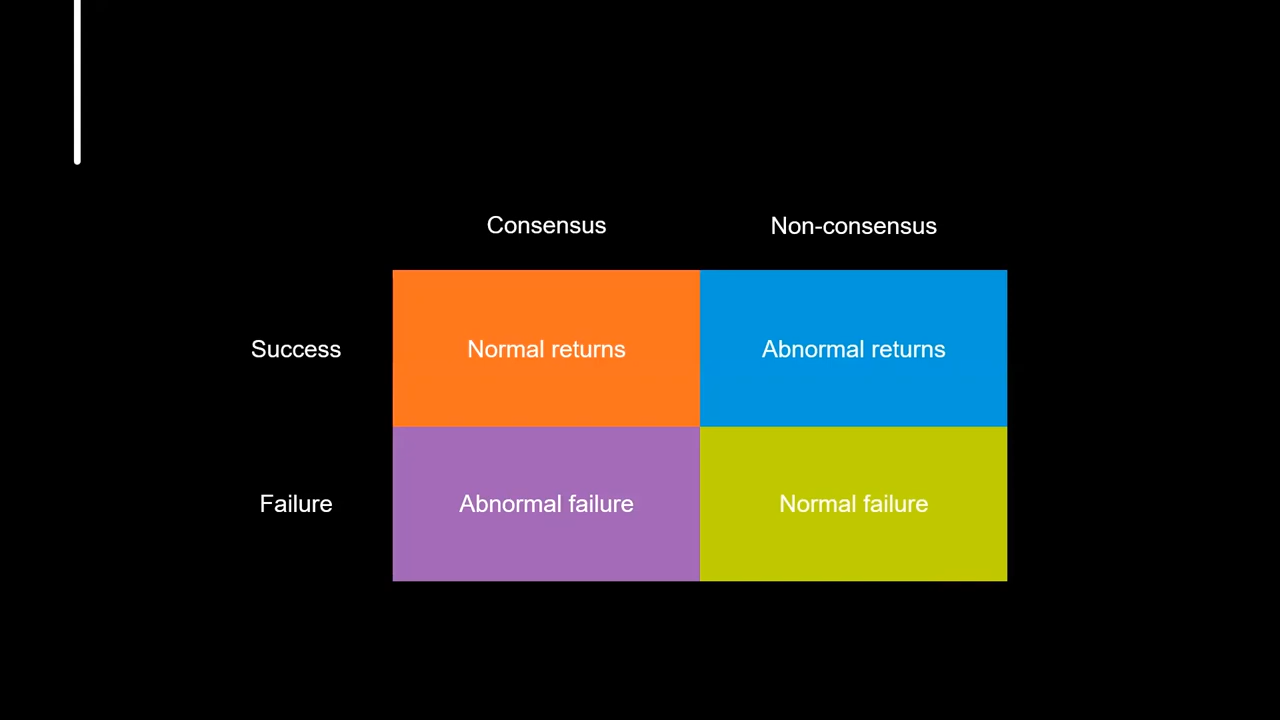 Consensus
Non-consensus
Success
Normal returns
Abnormal returns
Failure
Abnormal failure
Normal failure